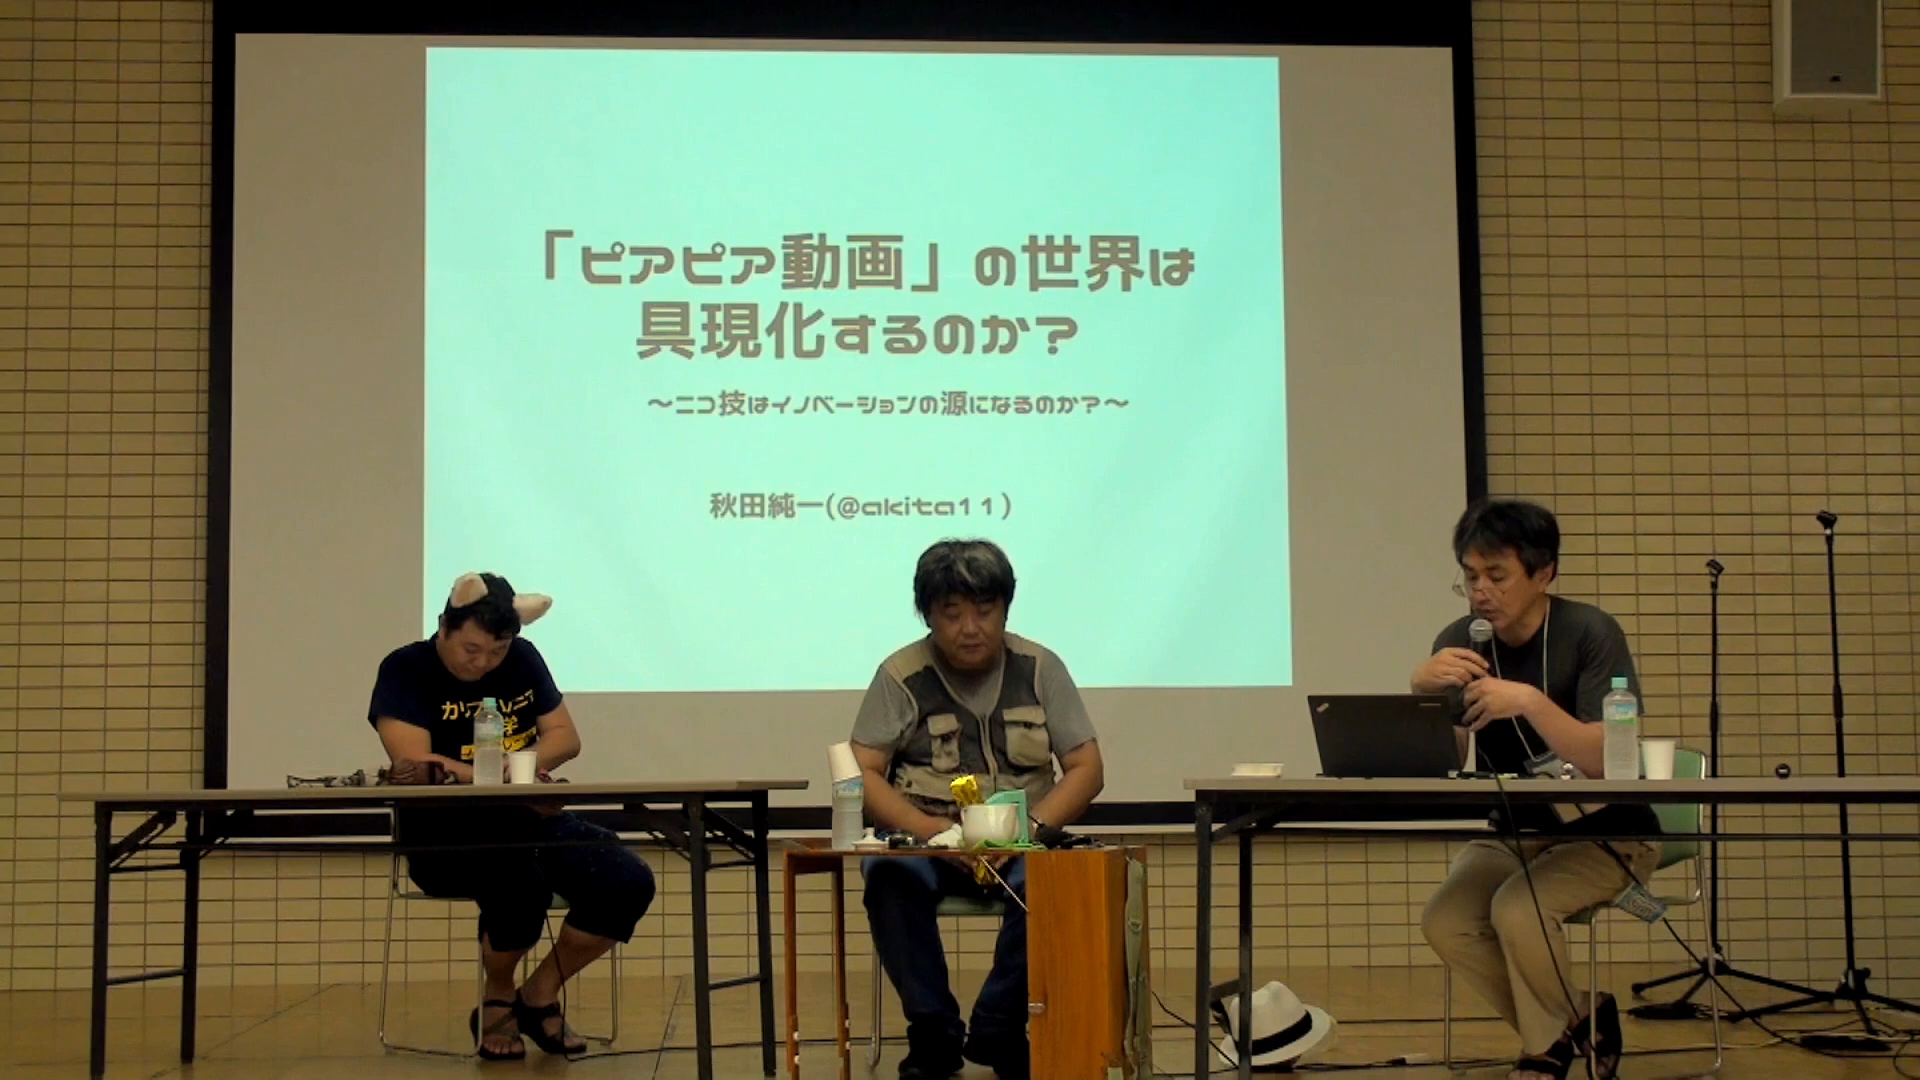 「ピアピア動画」の世界は
具現化するのか？
〜ニコ技はイノベーションの源になるのか？〜
秋田純一(@akita11)